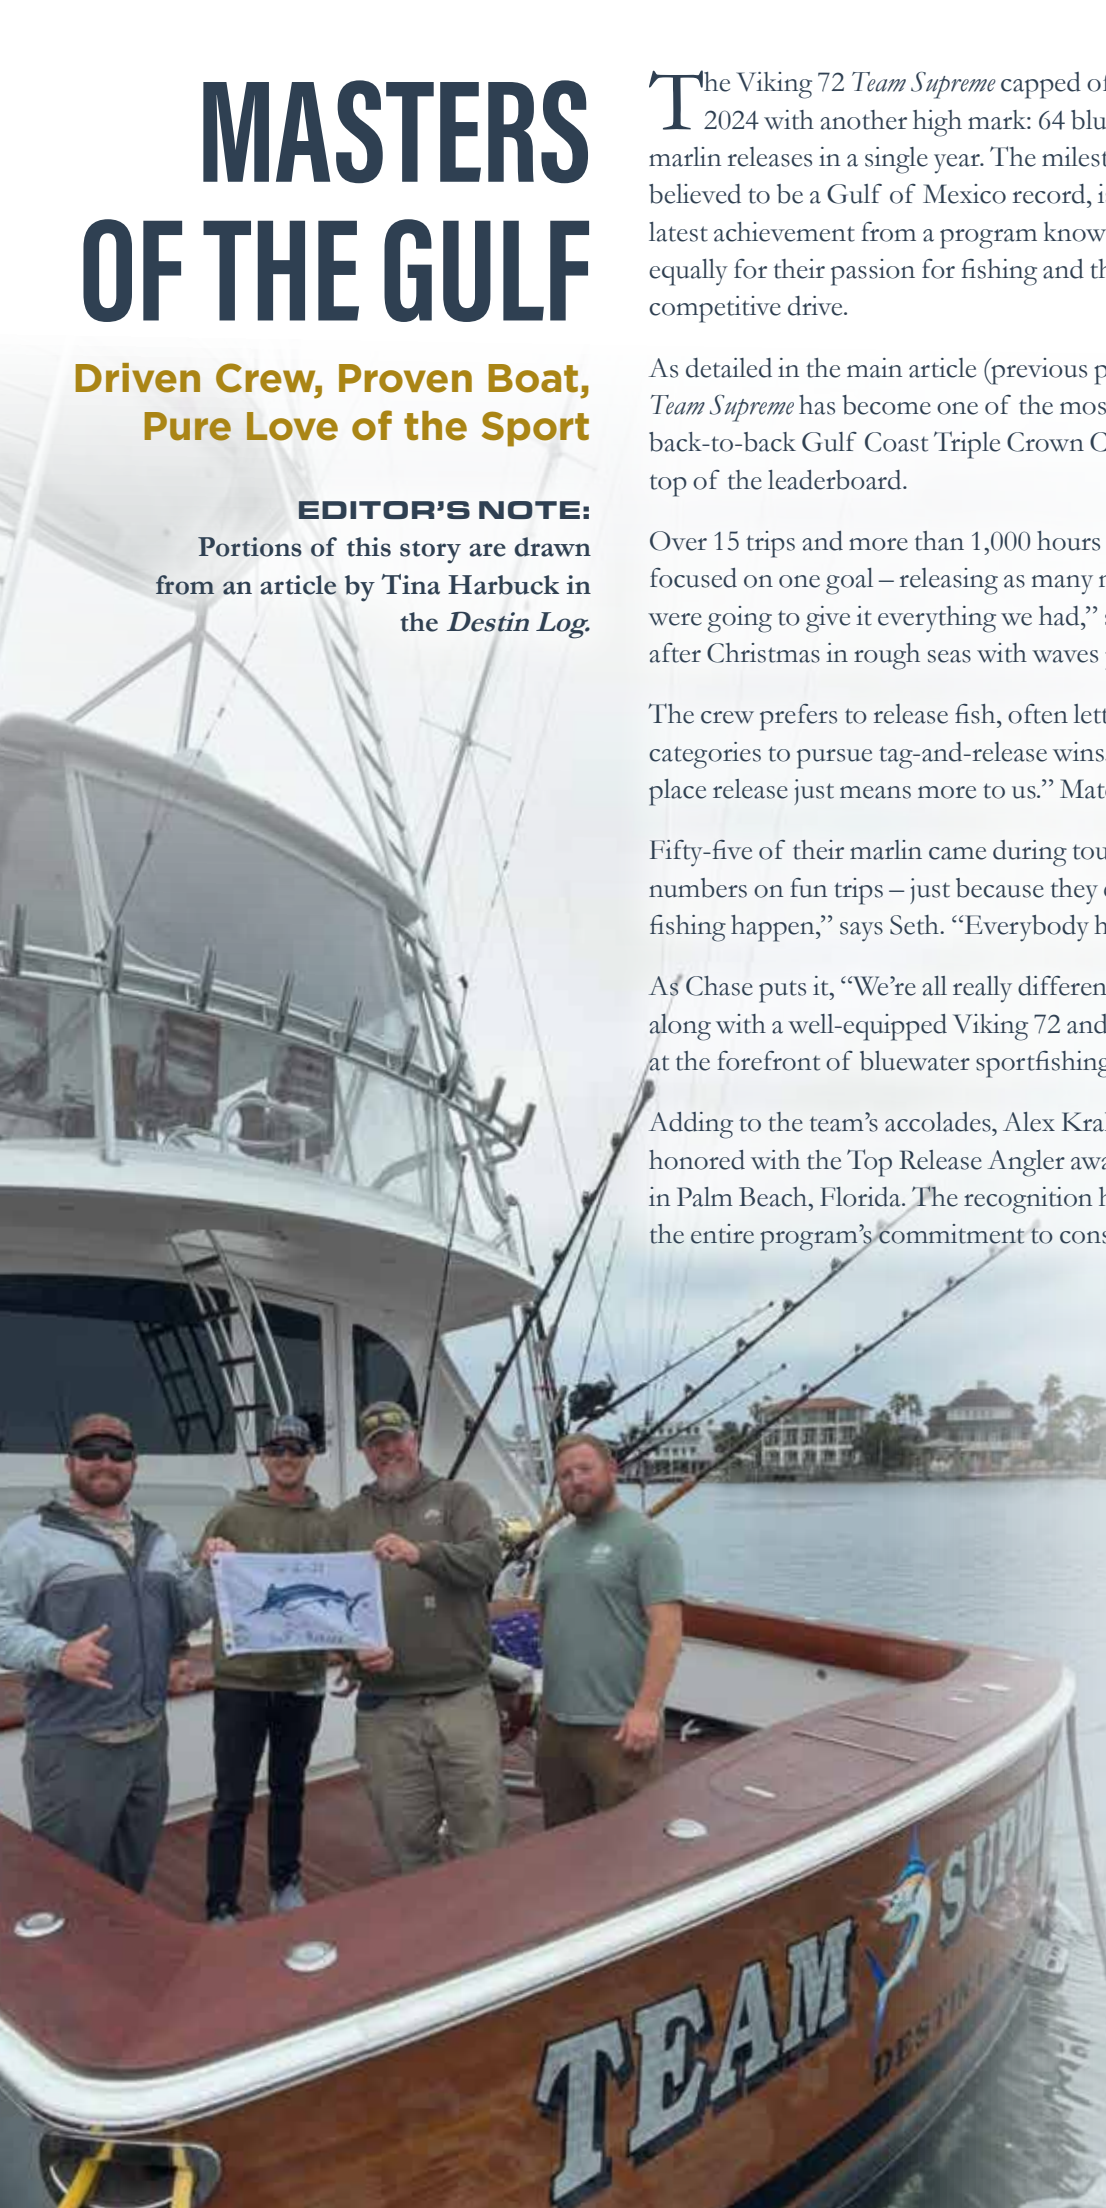 MASTERS
OF THE GULF
Driven Crew, Proven Boat,
Pure Love of the Sport
EDITOR'S NOTE:
Portions of this story are drawn
from an article by Tina Harbuck in
the Destin Log.
The Viking 72 Team Supreme capped
2024 with another high mark: 64
marlin releases in a single year. The
believed to be a Gulf of Mexico record,
latest achievement from a program
equally for their passion for fishing and
competitive drive.
As detailed in the main article (previous
Team Supreme has become one of the
back-to-back Gulf Coast Triple Crown
top of the leaderboard.
Over 15 trips and more than 1,000 hours
focused on one goal – releasing as many
were going to give it everything we had,”
after Christmas in rough seas with waves
The crew prefers to release fish, often
categories to pursue tag-and-release wins.
place release just means more to us.”
Fifty-five of their marlin came during
numbers on fun trips – just because they
fishing happen,” says Seth. “Everybody
As Chase puts it, “We’re all really
along with a well-equipped Viking 72 and
at the forefront of bluewater sportfishing
Adding to the team’s accolades, Alex
honored with the Top Release Angler
in Palm Beach, Florida. The recognition
the entire program’s commitment to
TEAM